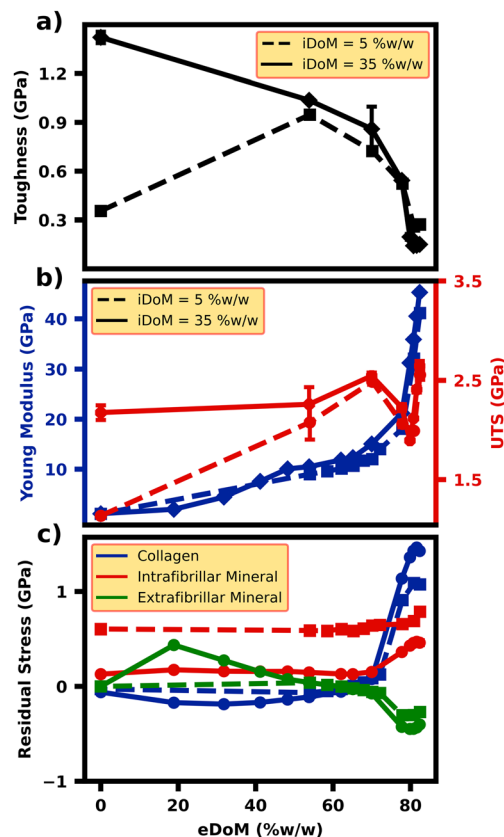 a)
iDoM = 5 %w/w
iDoM = 35 %w/w
Toughness (GPa)
1.2
0.9
0.6
0.3
b)
iDoM = 5 %w/w
iDoM = 35 %w/w
Young Modulus (GPa)
40
30
20
10
3.5
2.5
1.5
UTS (GPa)
c)
Collagen
Intrafibrillar Mineral
Extrafibrillar Mineral
Residual Stress (GPa)
1
0
−1
0 20 40 60 80
eDoM (%w/w)